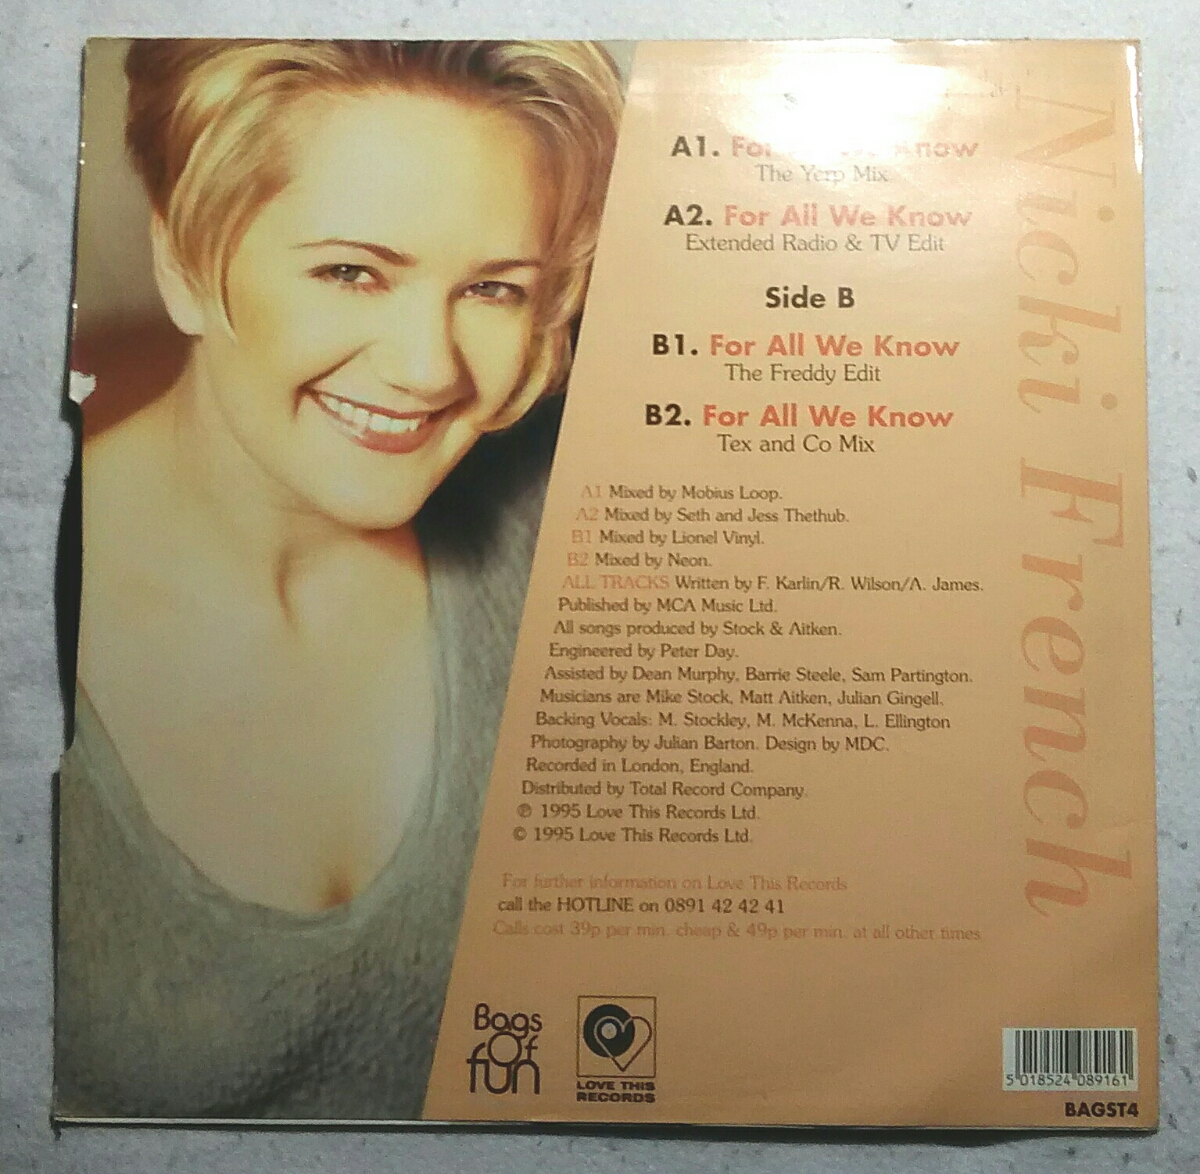 A1. For We Know
The Yerp Mix
A2. For All We Know
Extended Radio & TV Edit
Side B
B1. For All We Know
The Freddy Edit
B2. For All We Know
Tex and Co Mix
A1 Mixed by Mobius Loop.
A2 Mixed by Seth and Jess Thethub.
B1 Mixed by Lionel Vinyl.
B2 Mixed by Neon.
ALL TRACKS Written by F. Karlin/R. Wilson/A. James.
Published by MCA Music Ltd.
All songs produced by Stock & Aitken.
Engineered by Peter Day.
Assisted by Dean Murphy, Barrie Steele, Sam Partington.
Musicians are Mike Stock, Matt Aitken, Julian Gingell.
Backing Vocals: M. Stockley, M. McKenna, L. Ellington
Photography by Julian Barton. Design by MDC.
Recorded in London, England.
Distributed by Total Record Company.
℗ 1995 Love This Records Ltd.
© 1995 Love This Records Ltd.
For further information on Love This Records
call the HOTLINE on 0891 42 42 41
Calls cost 39p per min. cheap & 49p per min. at all other times
Nicki French
Bags
Of
fun
LOVE THIS
RECORDS
5 018524 089161
BAGST4